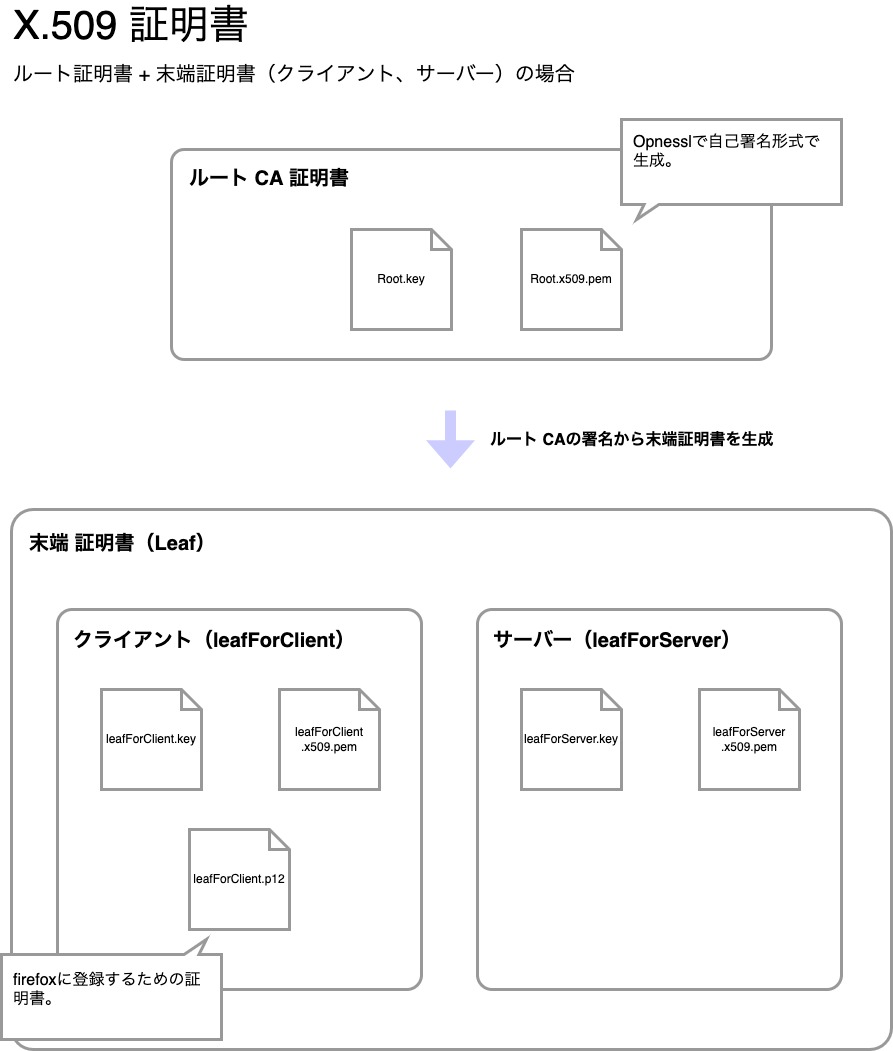 X.509 証明書
ルート証明書 + 末端証明書（クライアント、サーバー）の場合
Opnesslで自己署名形式で
生成。
ルート CA 証明書
Root.key
Root.x509.pem
ルート CAの署名から末端証明書を生成
末端 証明書（Leaf）
クライアント（leafForClient）
サーバー（leafForServer）
leafForClient.key
leafForClient
.x509.pem
leafForServer.key
leafForServer
.x509.pem
leafForClient.p12
firefoxに登録するための証
明書。